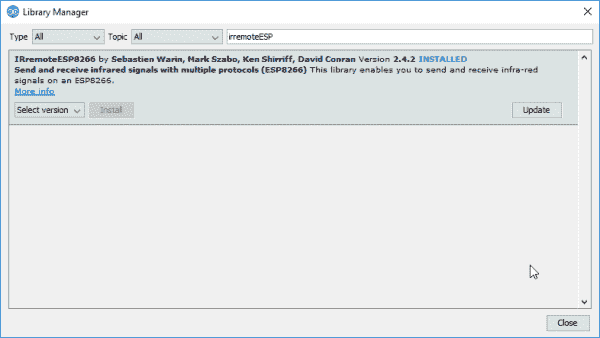 Library Manager
Type All Topic All irremoteESP
IRremoteESP8266 by Sebastien Warin, Mark Szabo, Ken Shirriff, David Conran Version 2.4.2 INSTALLED
Send and receive infrared signals with multiple protocols (ESP8266) This library enables you to send and receive infra-red
signals on an ESP8266.
More info
Select version Install Update
Close